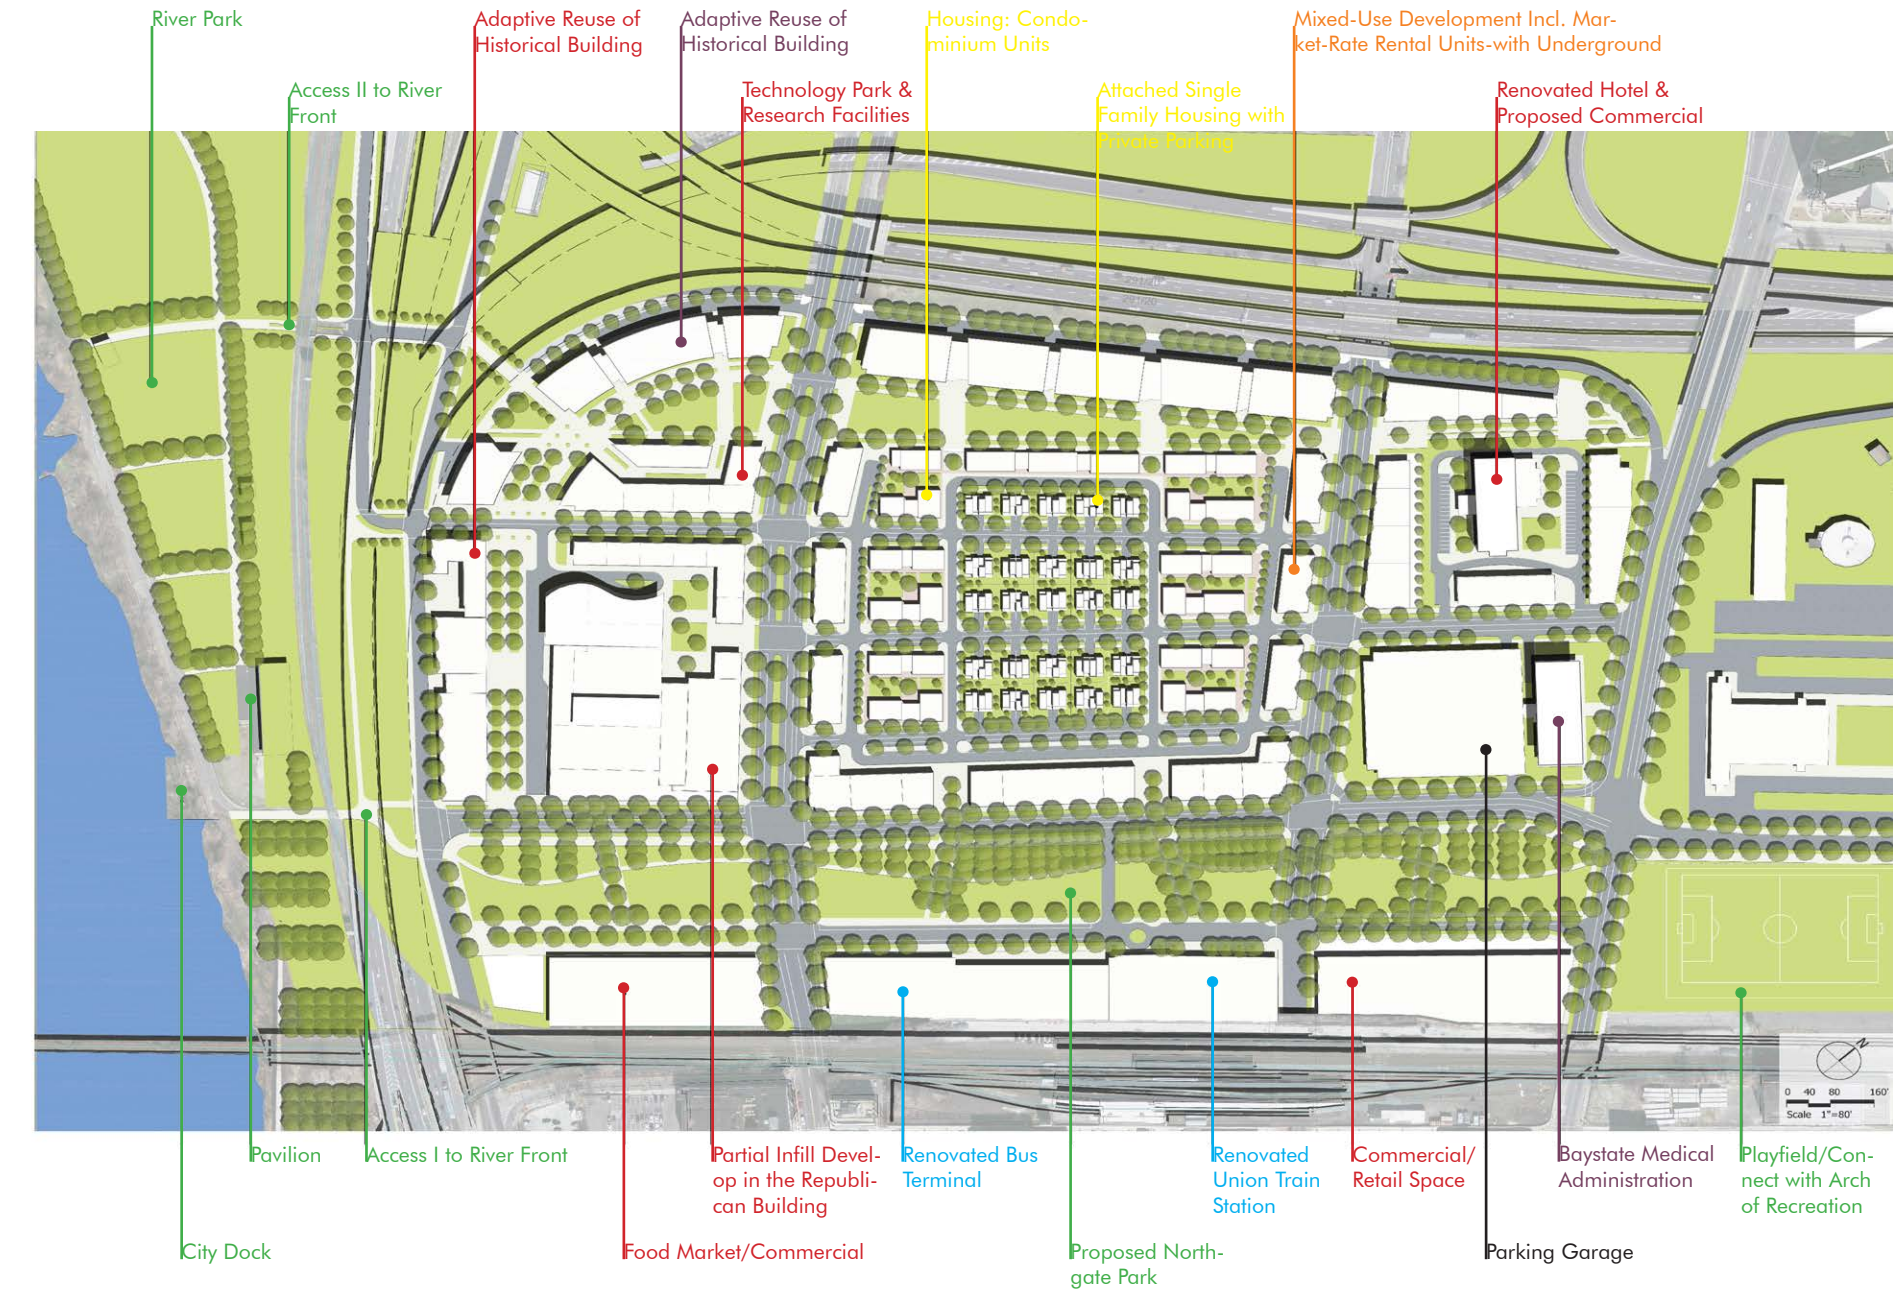 River Park
Adaptive Reuse of
Historical Building
Adaptive Reuse of
Historical Building
Housing: Condo-
minium Units
Mixed-Use Development Incl. Mar-
ket-Rate Rental Units-with Underground
Access II to River
Front
Technology Park &
Research Facilities
Attached Single
Family Housing with
Private Parking
Renovated Hotel &
Proposed Commercial
N
0 40 80 160'
Scale 1"=80'
Pavilion
Access I to River Front
Partial Infill Devel-
op in the Republi-
can Building
Renovated Bus
Terminal
Renovated
Union Train
Station
Commercial/
Retail Space
Baystate Medical
Administration
Playfield/Con-
nect with Arch
of Recreation
City Dock
Food Market/Commercial
Proposed North-
gate Park
Parking Garage